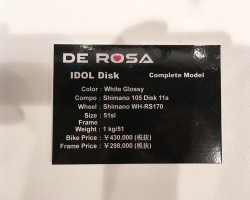 DE ROSA
IDOL Disk Complete Model
Color : White Glossy
Compo : Shimano 105 Disk 11s
Wheel : Shimano WH-RS170
Size : 51sl
Frame
Weight : 1 kg/51
Bike Price : ￥430,000 (税抜)
Frame Price : ￥298,000 (税抜)